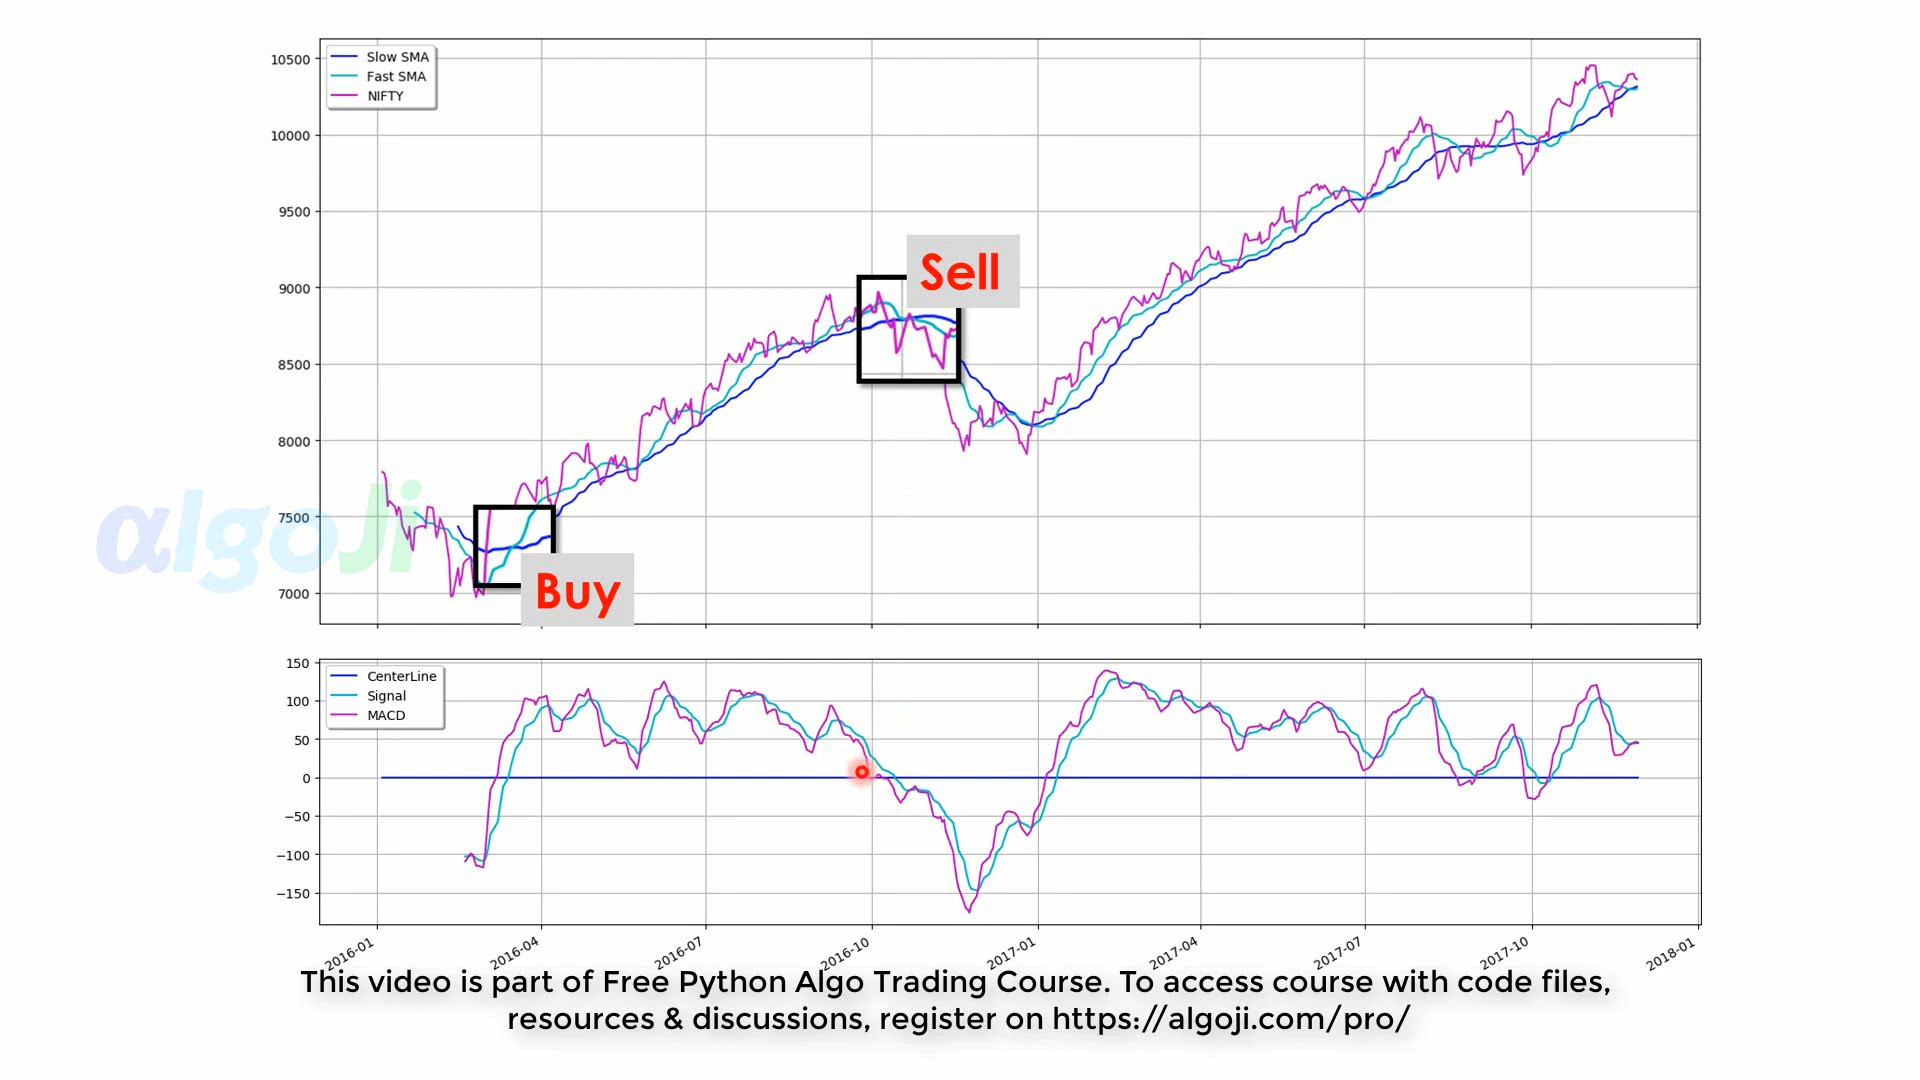 10500
10000
9500
9000
8500
8000
7500
7000
Slow SMA
Fast SMA
NIFTY
Sell
Buy
αlgoJi
150
100
50
0
−50
−100
−150
CenterLine
Signal
MACD
2016-01
2016-04
2016-07
2016-10
2017-01
2017-04
2017-07
2017-10
2018-01
This video is part of Free Python Algo Trading Course. To access course with code files,
resources & discussions, register on https://algoji.com/pro/